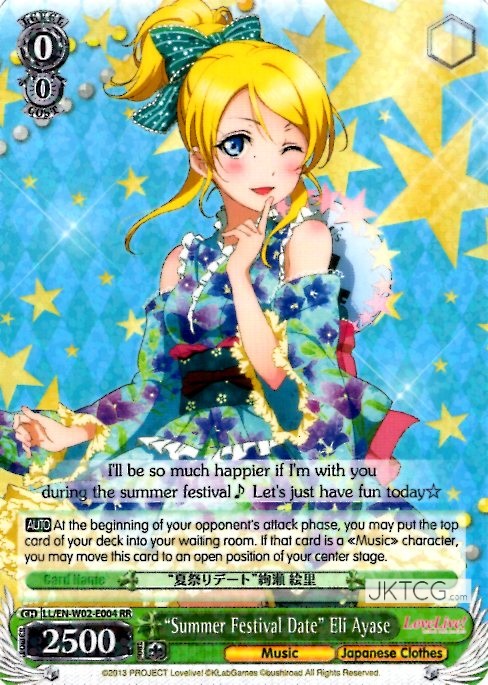 LEVEL
0
0
COST
I'll be so much happier if I'm with you
during the summer festival♪ Let's just have fun today☆
AUTO At the beginning of your opponent's attack phase, you may put the top
card of your deck into your waiting room. If that card is a «Music» character,
you may move this card to an open position of your center stage.
Card Name
"夏祭りデート"絢瀬 絵里
JKTCG.com
CH LL/EN-W02-E004 RR
POWER
2500
"Summer Festival Date" Eli Ayase
LoveLive!
Music
Japanese Clothes
©2013 PROJECT Lovelive! ©KLabGames ©bushiroad All Rights Reserved.